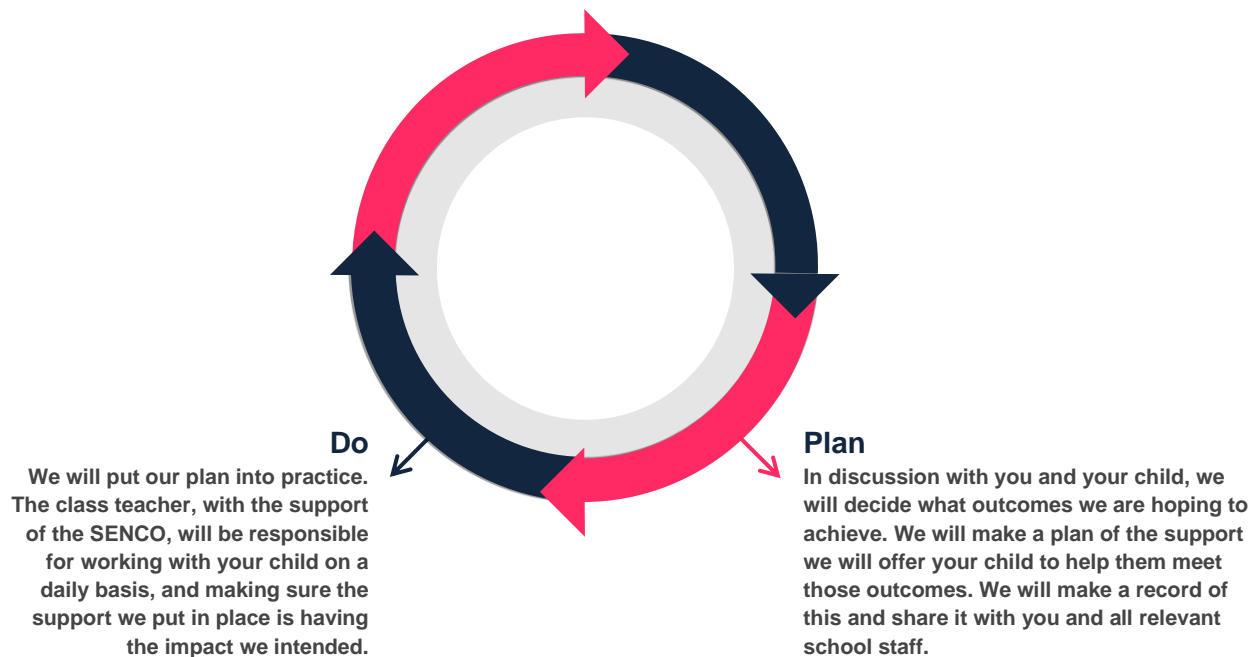 Do
We will put our plan into practice.
The class teacher, with the support
of the SENCO, will be responsible
for working with your child on a
daily basis, and making sure the
support we put in place is having
the impact we intended.
Plan
In discussion with you and your child, we
will decide what outcomes we are hoping to
achieve. We will make a plan of the support
we will offer your child to help them meet
those outcomes. We will make a record of
this and share it with you and all relevant
school staff.